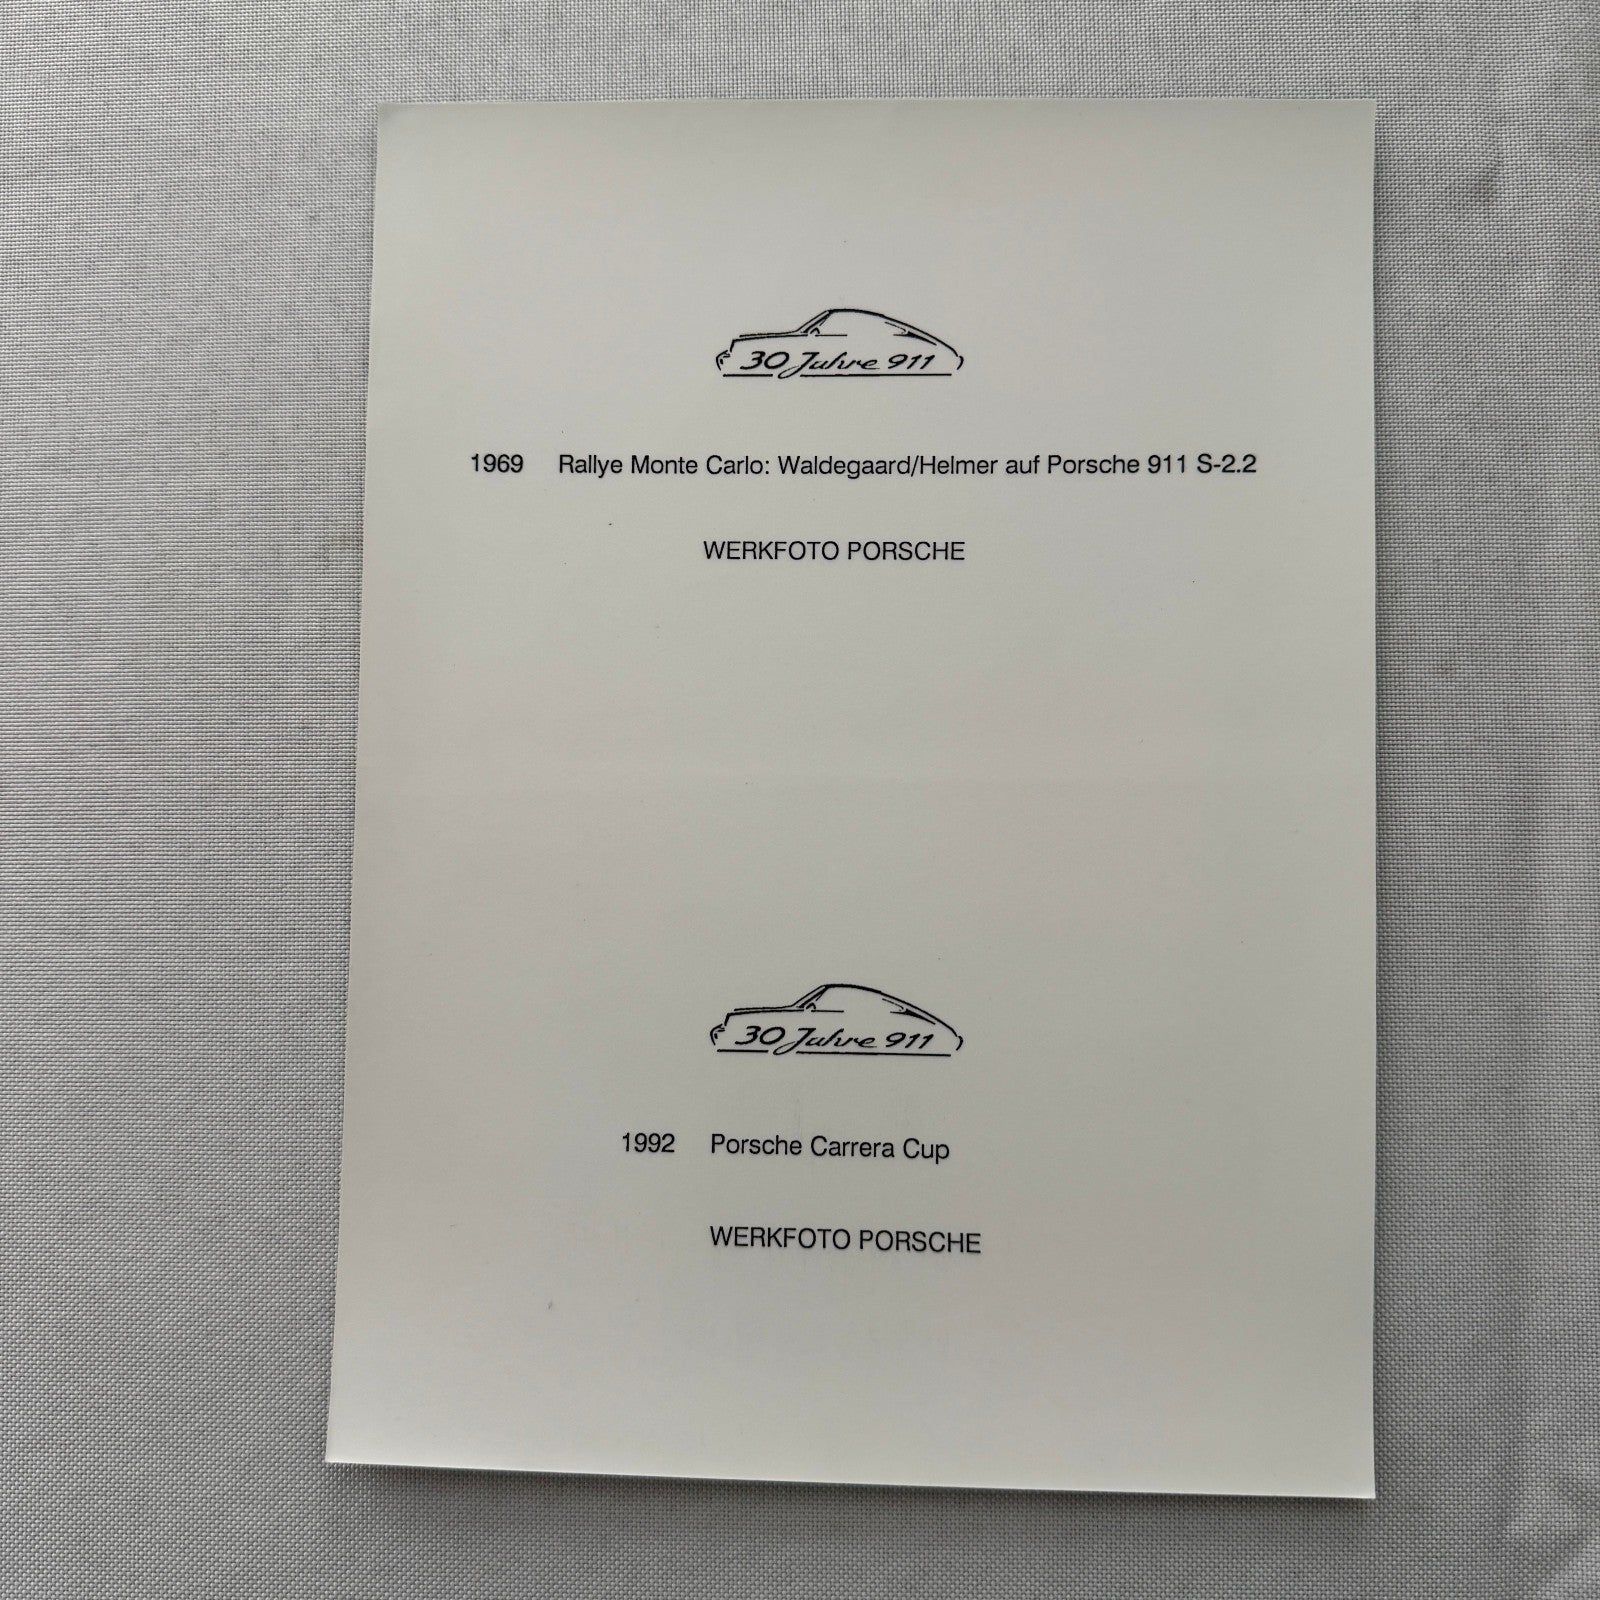 30 Jahre 911
1969 Rallye Monte Carlo: Waldegaard/Helmer auf Porsche 911 S-2.2
WERKFOTO PORSCHE
30 Jahre 911
1992 Porsche Carrera Cup
WERKFOTO PORSCHE